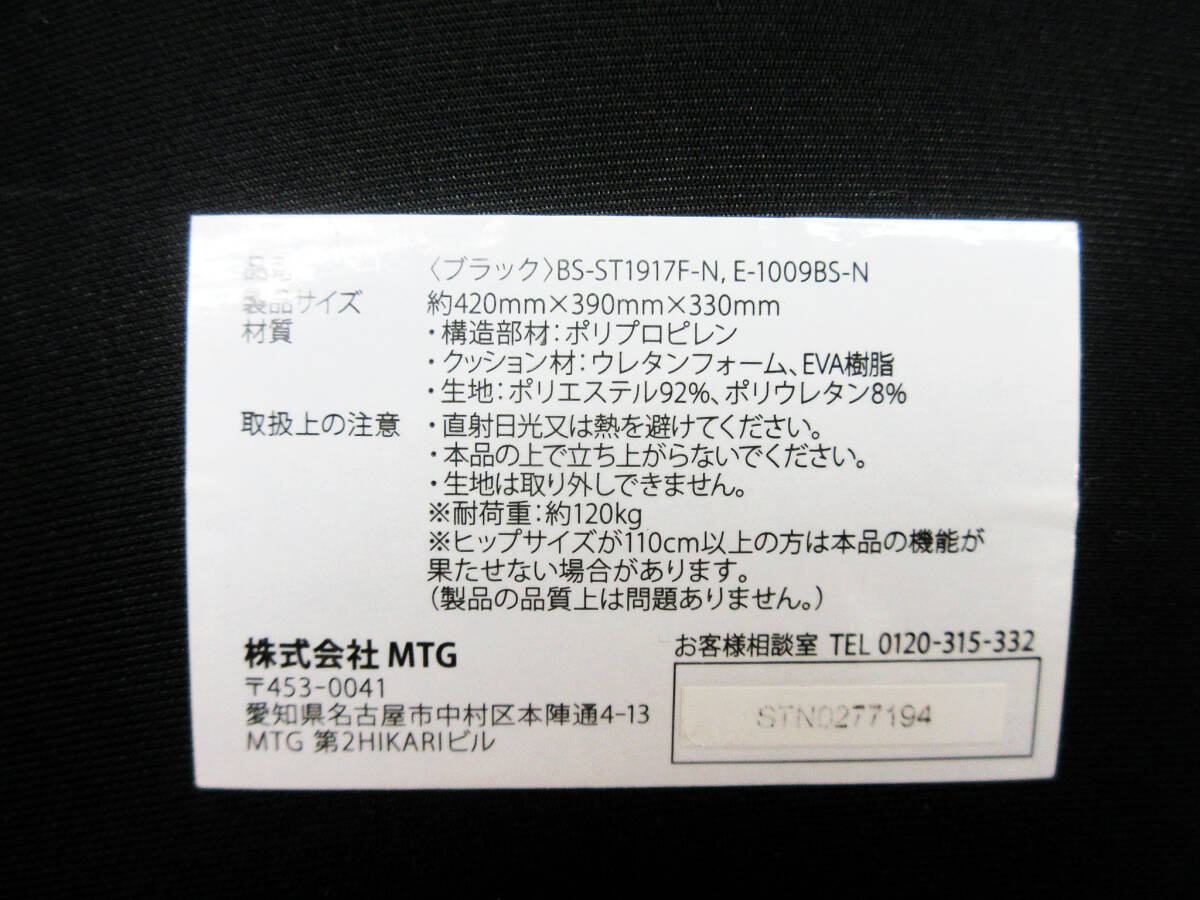 品 〈ブラック〉BS-ST1917F-N, E-1009BS-N
製品サイズ 約420mm×390mm×330mm
材質 ・構造部材：ポリプロピレン
・クッション材：ウレタンフォーム、EVA樹脂
・生地：ポリエステル92%、ポリウレタン8%
取扱上の注意 ・直射日光又は熱を避けてください。
・本品の上で立ち上がらないでください。
・生地は取り外しできません。
※耐荷重：約120kg
※ヒップサイズが110cm以上の方は本品の機能が
果たせない場合があります。
（製品の品質上は問題ありません。）
株式会社 MTG
〒453-0041
愛知県名古屋市中村区本陣通4-13
MTG 第2HIKARIビル
お客様相談室 TEL 0120-315-332
STN0277194